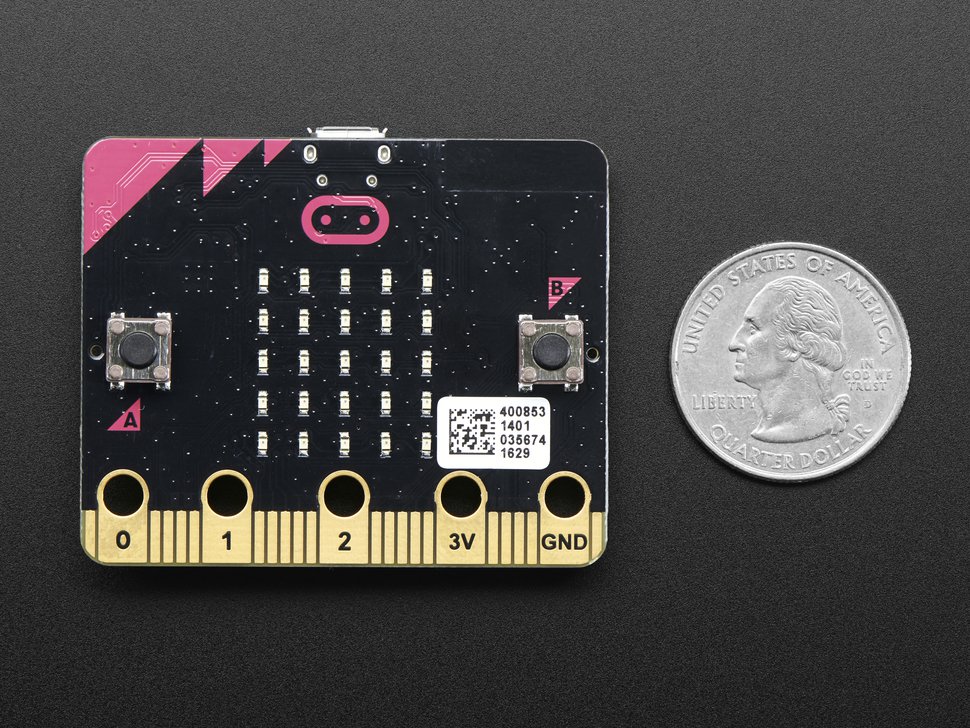 B
A
400853
1401
035674
1629
0
1
2
3V
GND
UNITED STATES OF AMERICA
LIBERTY
IN
GOD WE
TRUST
D
QUARTER DOLLAR